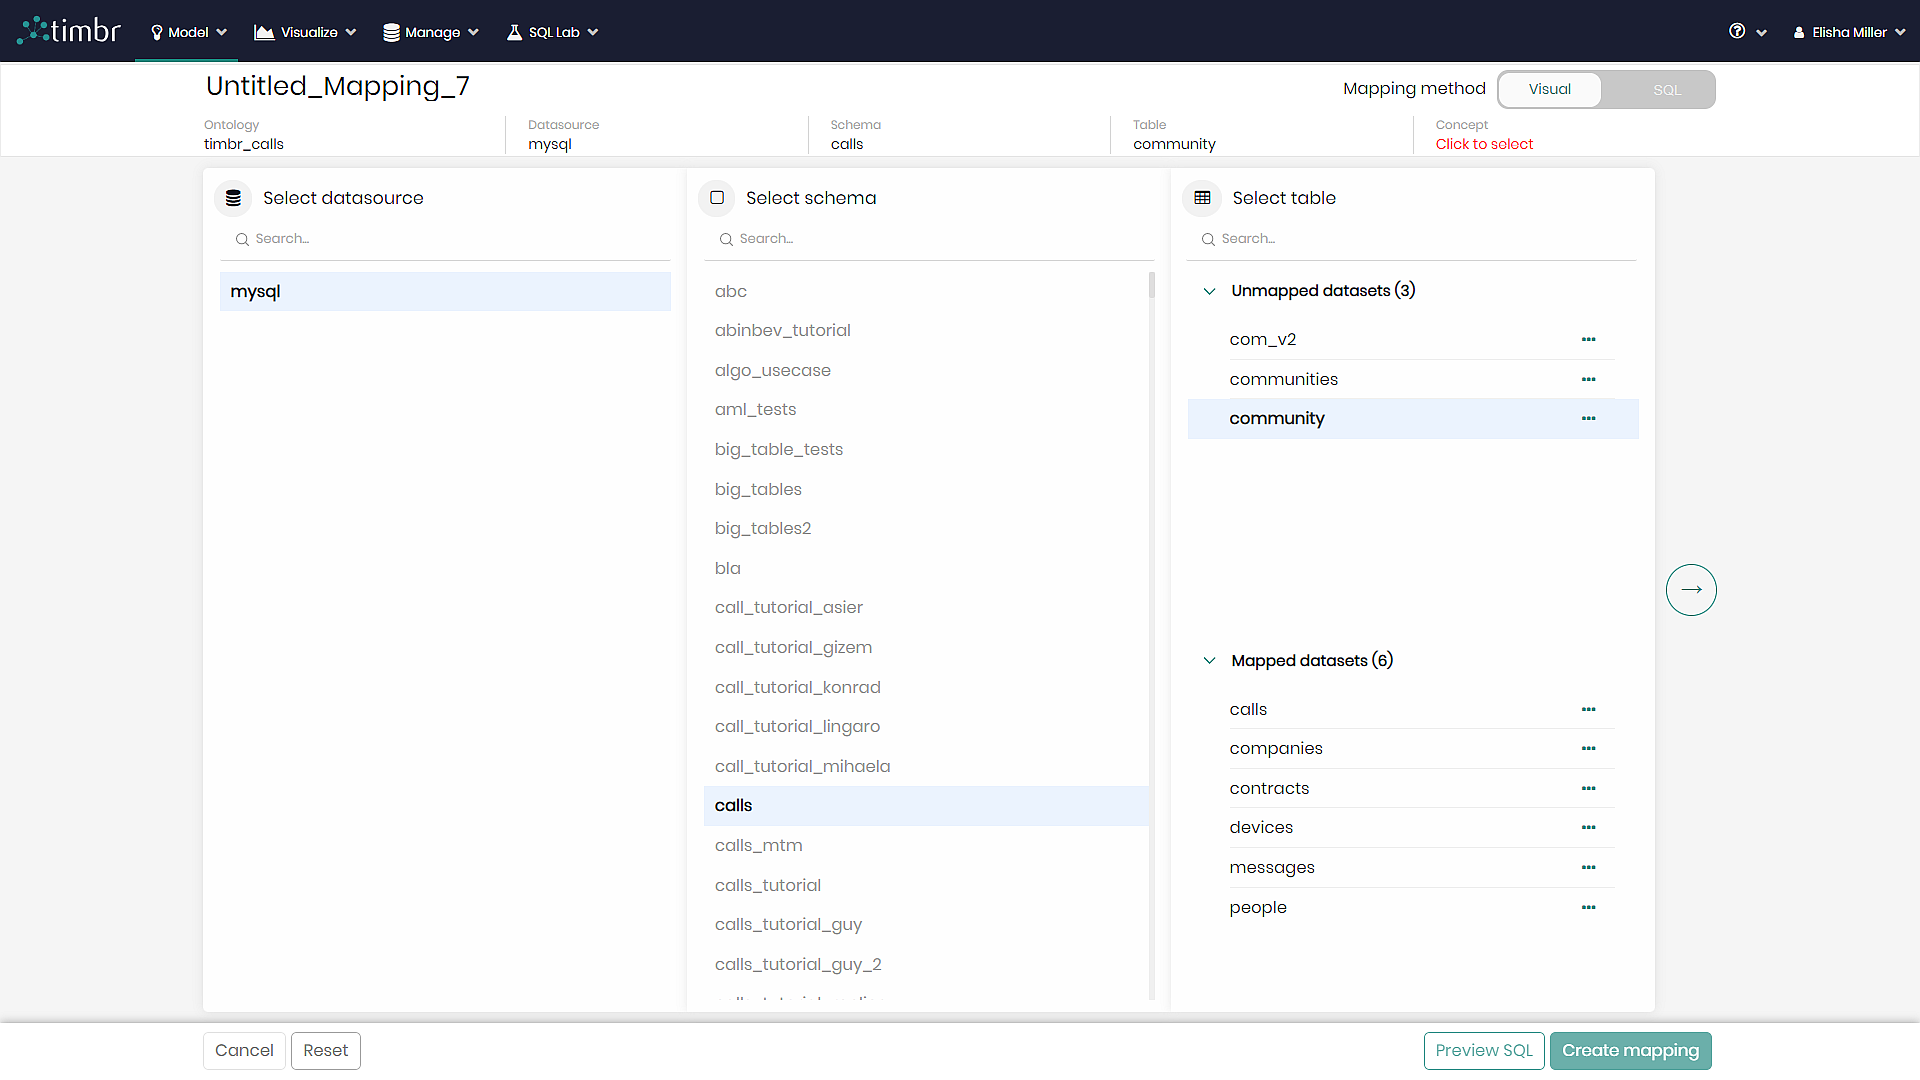 timbr
Model
Visualize
Manage
SQL Lab
Elisha Miller
Untitled_Mapping_7
Mapping method
Visual
SQL
Ontology
timbr_calls
Datasource
mysql
Schema
calls
Table
community
Concept
Click to select
Select datasource
Search...
mysql
Select schema
Search...
abc
abinbev_tutorial
algo_usecase
aml_tests
big_table_tests
big_tables
big_tables2
bla
call_tutorial_asier
call_tutorial_gizem
call_tutorial_konrad
call_tutorial_lingaro
call_tutorial_mihaela
calls
calls_mtm
calls_tutorial
calls_tutorial_guy
calls_tutorial_guy_2
Select table
Search...
Unmapped datasets (3)
com_v2
communities
community
Mapped datasets (6)
calls
companies
contracts
devices
messages
people
Cancel
Reset
Preview SQL
Create mapping